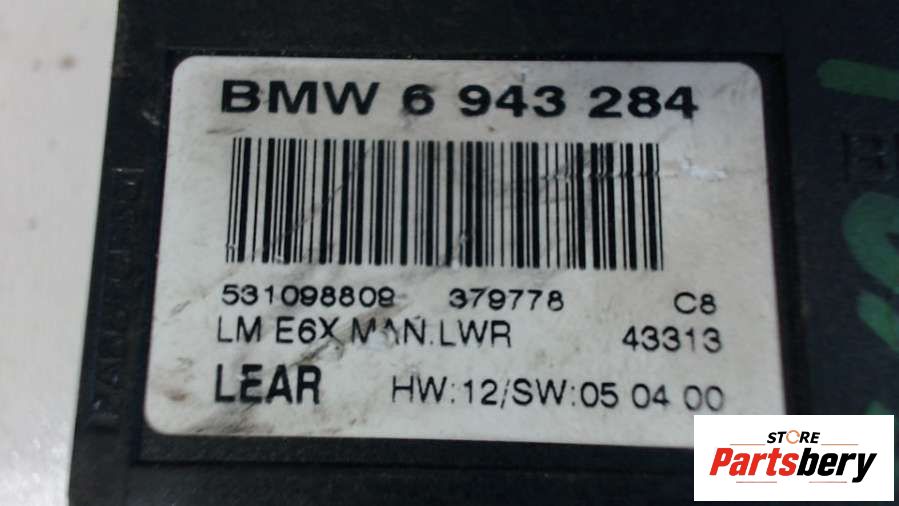 BMW 6 943 284
531098809 379778 C8
LM E6X MAN.LWR 43313
LEAR HW:12/SW:05 04 00
STORE
Partsbery